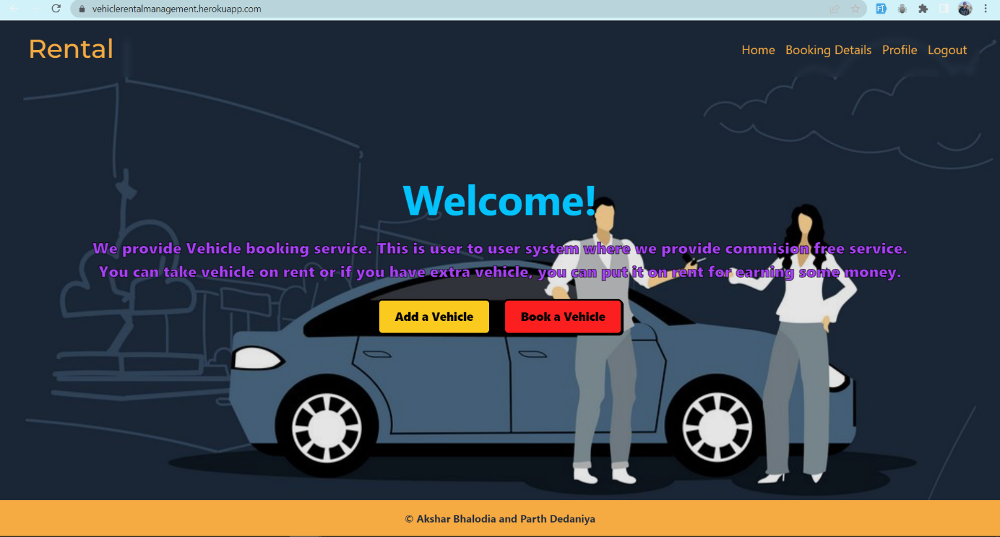 vehiclerentalmanagement.herokuapp.com
Rental
Home Booking Details Profile Logout
Welcome!
We provide Vehicle booking service. This is user to user system where we provide commision free service.
You can take vehicle on rent or if you have extra vehicle, you can put it on rent for earning some money.
Add a Vehicle Book a Vehicle
© Akshar Bhalodia and Parth Dedaniya